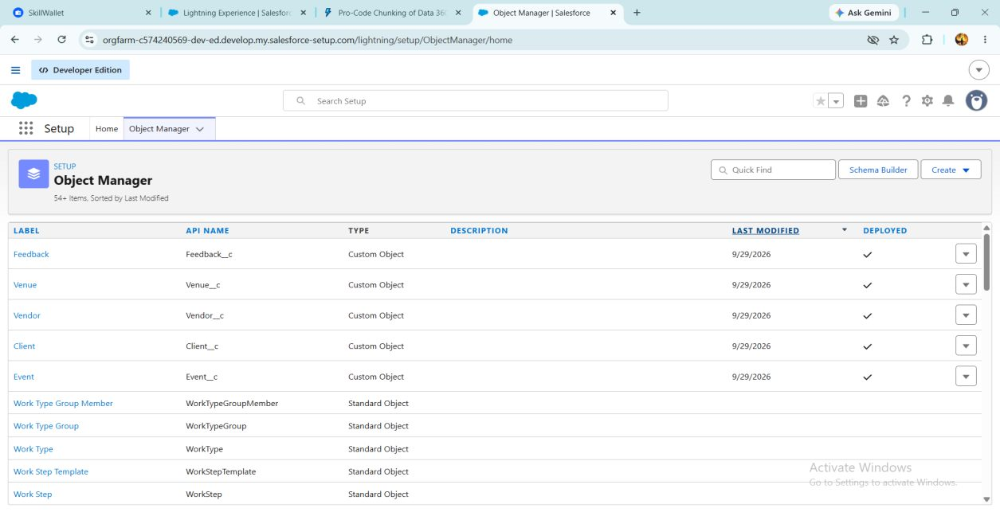 SkillWallet
Lightning Experience | Salesforc
Pro-Code Chunking of Data 360
Object Manager | Salesforce
Ask Gemini
orgfarm-c574240569-dev-ed.develop.my.salesforce-setup.com/lightning/setup/ObjectManager/home
Developer Edition
Search Setup
Setup Home Object Manager
SETUP
Object Manager
54+ Items, Sorted by Last Modified
Quick Find
Schema Builder
Create
LABEL API NAME TYPE DESCRIPTION LAST MODIFIED DEPLOYED
Feedback Feedback__c Custom Object 9/29/2026
Venue Venue__c Custom Object 9/29/2026
Vendor Vendor__c Custom Object 9/29/2026
Client Client__c Custom Object 9/29/2026
Event Event__c Custom Object 9/29/2026
Work Type Group Member WorkTypeGroupMember Standard Object
Work Type Group WorkTypeGroup Standard Object
Work Type WorkType Standard Object
Work Step Template WorkStepTemplate Standard Object
Work Step WorkStep Standard Object
Activate Windows
Go to Settings to activate Windows.